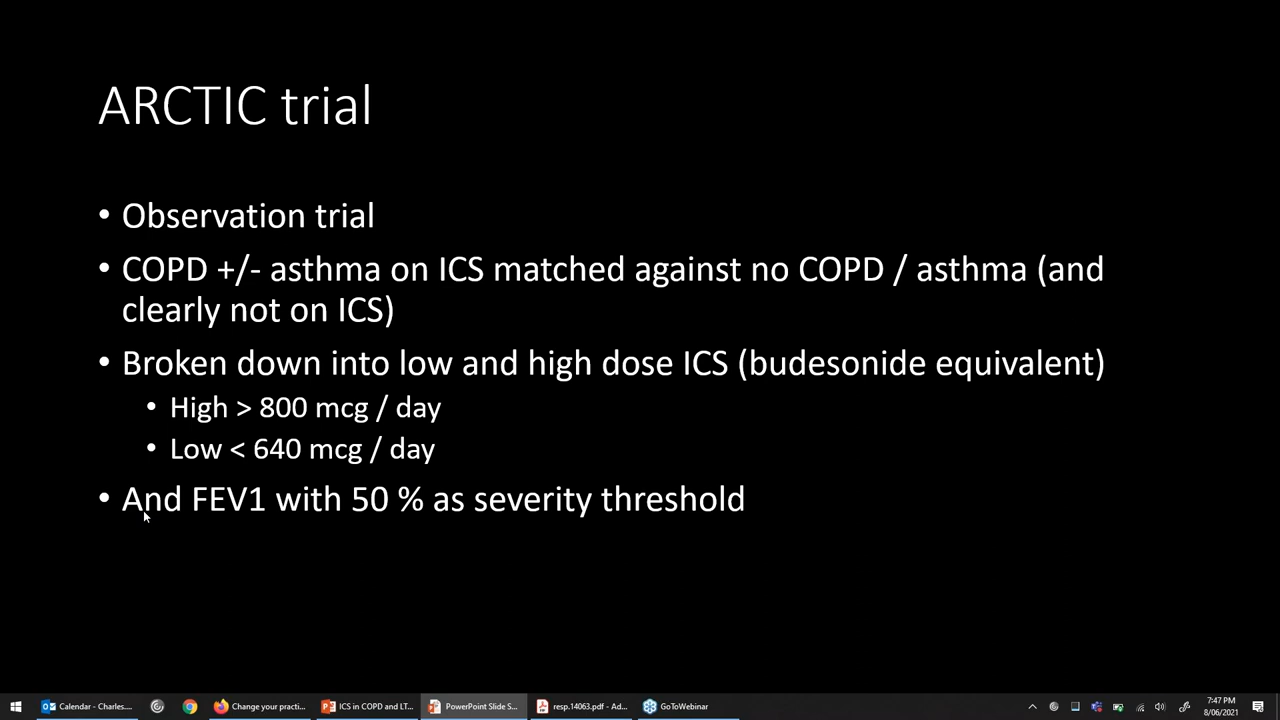 ARCTIC trial
• Observation trial
• COPD +/- asthma on ICS matched against no COPD / asthma (and
clearly not on ICS)
• Broken down into low and high dose ICS (budesonide equivalent)
• High > 800 mcg / day
• Low < 640 mcg / day
• And FEV1 with 50 % as severity threshold
Calendar - Charles....
Change your practi...
ICS in COPD and LT...
PowerPoint Slide S...
resp.14063.pdf - Ad...
GoToWebinar
7:47 PM
8/06/2021